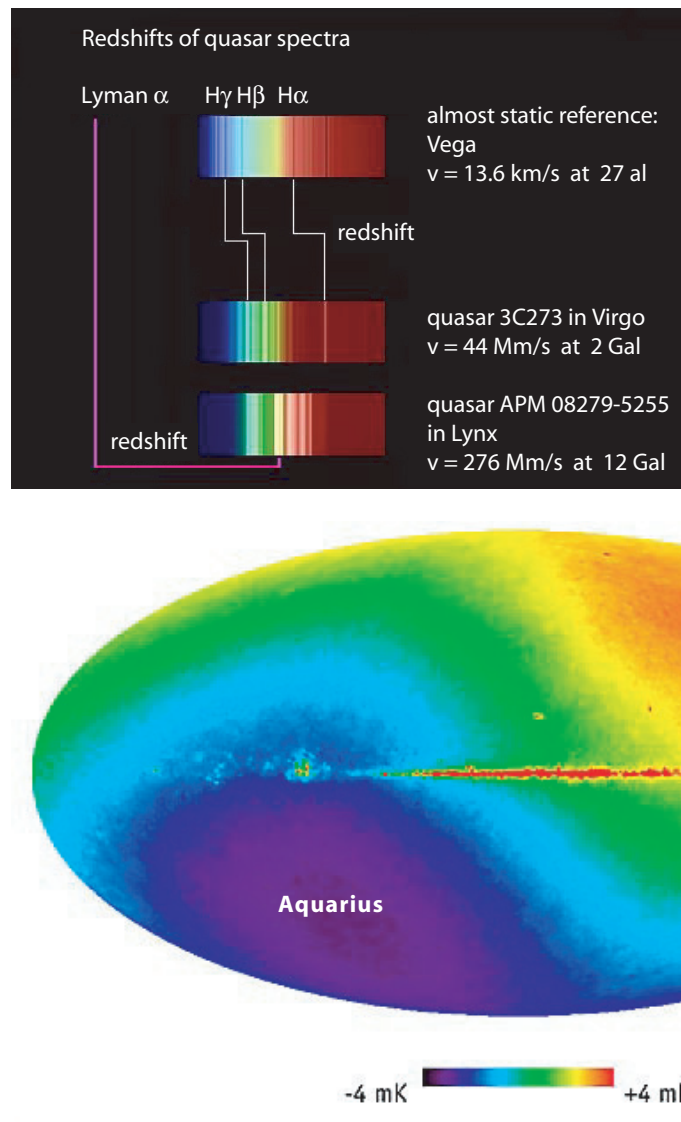 Redshifts of quasar spectra
Lyman α Hγ Hβ Hα
almost static reference:
Vega
v = 13.6 km/s at 27 al
redshift
quasar 3C273 in Virgo
v = 44 Mm/s at 2 Gal
quasar APM 08279-5255
in Lynx
v = 276 Mm/s at 12 Gal
redshift
Aquarius
-4 mK +4 m